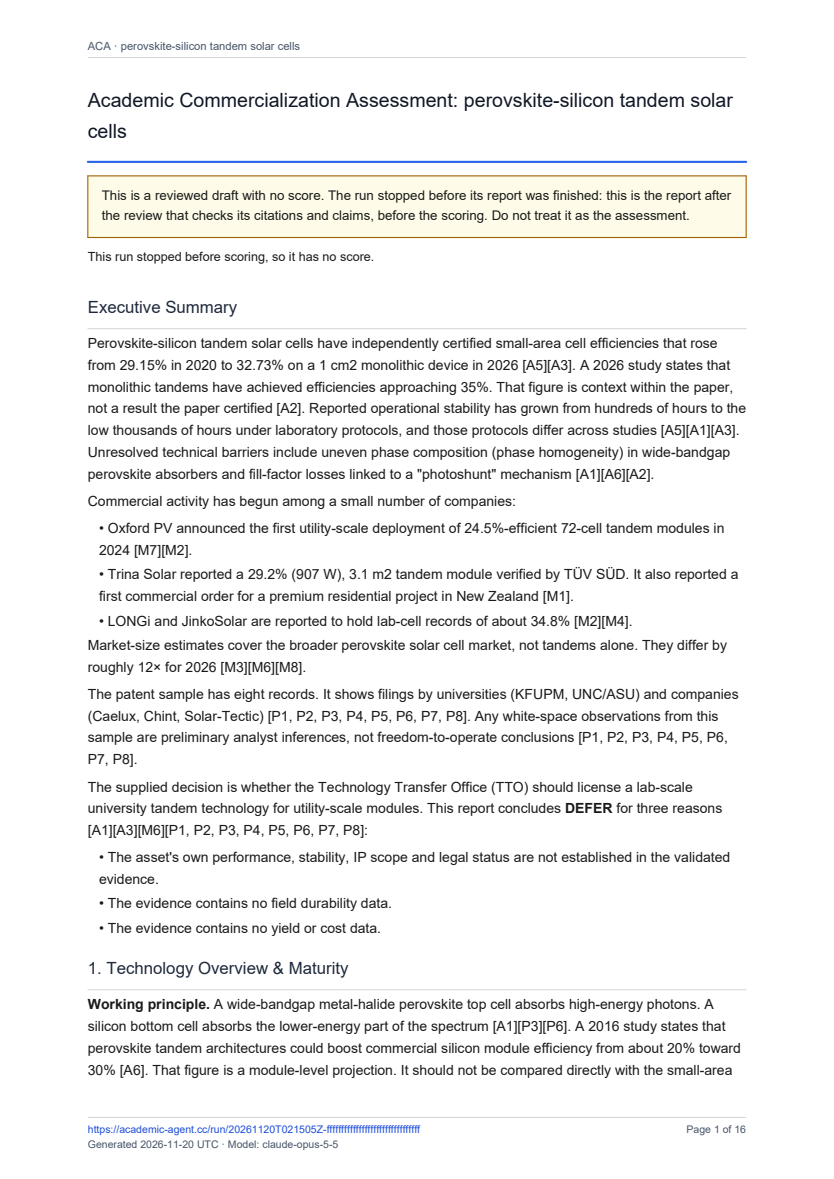 ACA · perovskite-silicon tandem solar cells
Academic Commercialization Assessment: perovskite-silicon tandem solar
cells
This is a reviewed draft with no score. The run stopped before its report was finished: this is the report after
the review that checks its citations and claims, before the scoring. Do not treat it as the assessment.
This run stopped before scoring, so it has no score.
Executive Summary
Perovskite-silicon tandem solar cells have independently certified small-area cell efficiencies that rose
from 29.15% in 2020 to 32.73% on a 1 cm2 monolithic device in 2026 [A5][A3]. A 2026 study states that
monolithic tandems have achieved efficiencies approaching 35%. That figure is context within the paper,
not a result the paper certified [A2]. Reported operational stability has grown from hundreds of hours to the
low thousands of hours under laboratory protocols, and those protocols differ across studies [A5][A1][A3].
Unresolved technical barriers include uneven phase composition (phase homogeneity) in wide-bandgap
perovskite absorbers and fill-factor losses linked to a "photoshunt" mechanism [A1][A6][A2].
Commercial activity has begun among a small number of companies:
• Oxford PV announced the first utility-scale deployment of 24.5%-efficient 72-cell tandem modules in
2024 [M7][M2].
• Trina Solar reported a 29.2% (907 W), 3.1 m2 tandem module verified by TÜV SÜD. It also reported a
first commercial order for a premium residential project in New Zealand [M1].
• LONGi and JinkoSolar are reported to hold lab-cell records of about 34.8% [M2][M4].
Market-size estimates cover the broader perovskite solar cell market, not tandems alone. They differ by
roughly 12× for 2026 [M3][M6][M8].
The patent sample has eight records. It shows filings by universities (KFUPM, UNC/ASU) and companies
(Caelux, Chint, Solar-Tectic) [P1, P2, P3, P4, P5, P6, P7, P8]. Any white-space observations from this
sample are preliminary analyst inferences, not freedom-to-operate conclusions [P1, P2, P3, P4, P5, P6,
P7, P8].
The supplied decision is whether the Technology Transfer Office (TTO) should license a lab-scale
university tandem technology for utility-scale modules. This report concludes DEFER for three reasons
[A1][A3][M6][P1, P2, P3, P4, P5, P6, P7, P8]:
• The asset's own performance, stability, IP scope and legal status are not established in the validated
evidence.
• The evidence contains no field durability data.
• The evidence contains no yield or cost data.
1. Technology Overview & Maturity
Working principle. A wide-bandgap metal-halide perovskite top cell absorbs high-energy photons. A
silicon bottom cell absorbs the lower-energy part of the spectrum [A1][P3][P6]. A 2016 study states that
perovskite tandem architectures could boost commercial silicon module efficiency from about 20% toward
30% [A6]. That figure is a module-level projection. It should not be compared directly with the small-area
https://academic-agent.cc/run/20261120T021505Z-ffffffffffffffffffffffffffffffff
Page 1 of 16
Generated 2026-11-20 UTC · Model: claude-opus-5-5